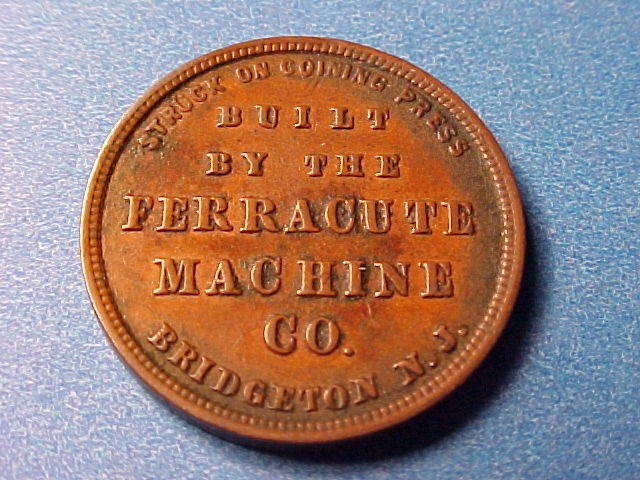 STRUCK ON COINING PRESS
BUILT
BY THE
FERRACUTE
MACHINE
CO.
BRIDGETON N.J.